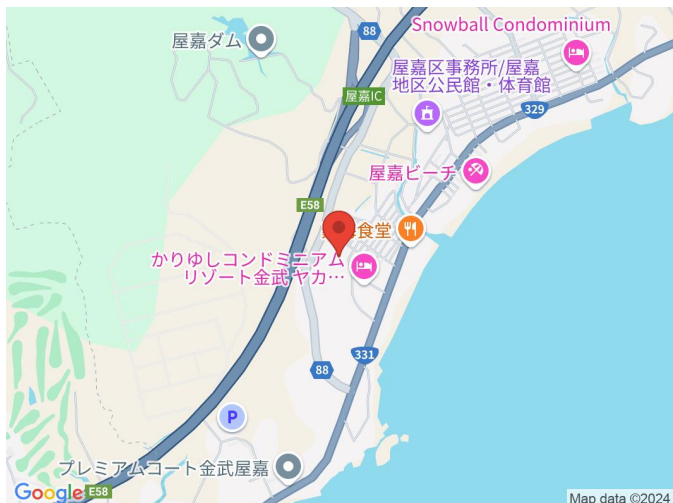 Snowball Condominium
88
屋嘉ダム
屋嘉区事務所/屋嘉
地区公民館・体育館
屋嘉IC
329
屋嘉ビーチ
E58
食堂
かりゆしコンドミニアム
リゾート金武 ヤカ…
331
88
P
プレミアムコート金武屋嘉
Google
E58
Map data ©2024